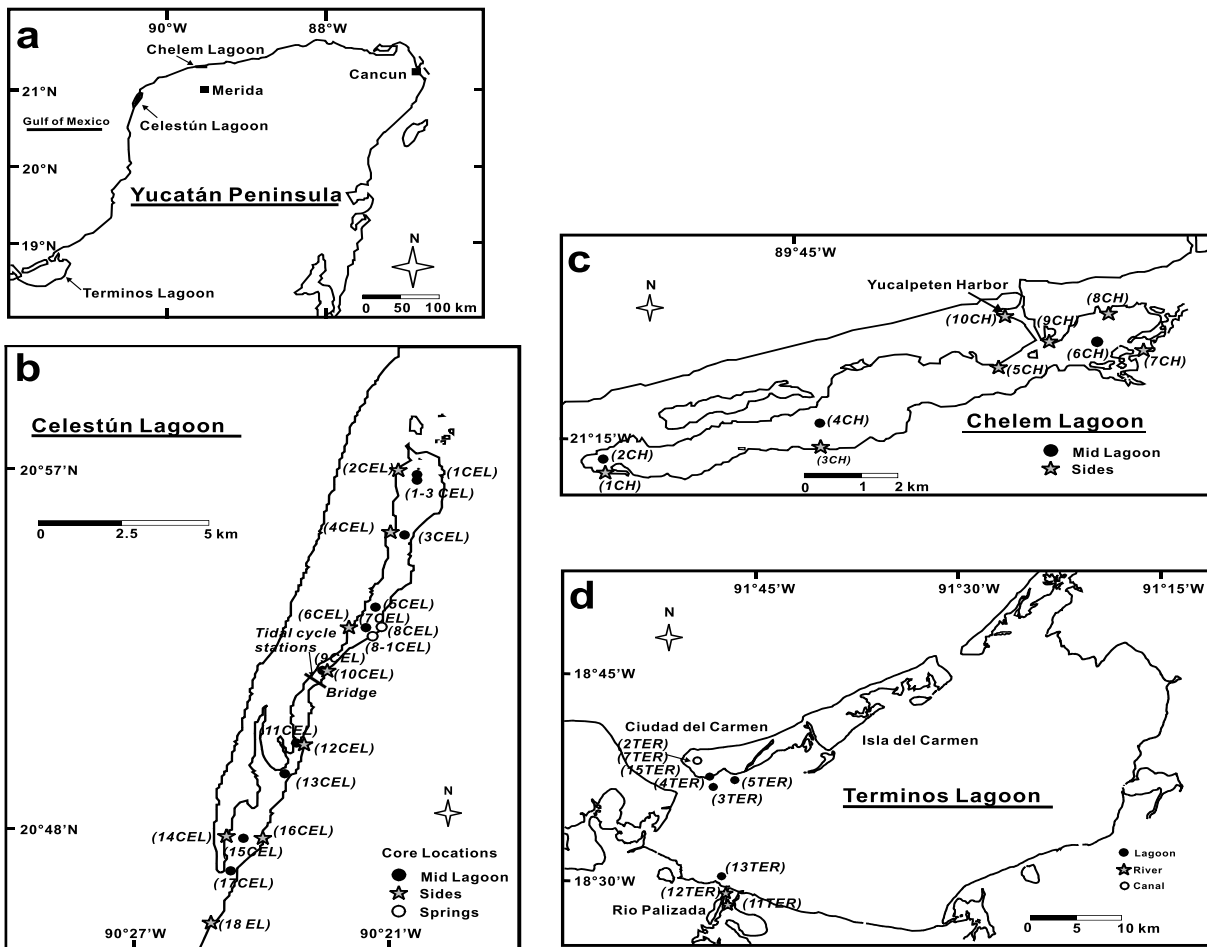 a
90°W
88°W
Chelem Lagoon
Cancun
21°N
Merida
Gulf of Mexico
Celestún Lagoon
20°N
Yucatán Peninsula
19°N
N
Terminos Lagoon
0 50 100 km
b
Celestún Lagoon
20°57'N
(2CEL)
(1CEL)
(1-3 CEL)
0 2.5 5 km
(4CEL)
(3CEL)
(5CEL)
(6CEL)
(7CEL)
(8CEL)
Tidal cycle
stations
(8-1CEL)
(9CEL)
(10CEL)
Bridge
(11CEL)
(12CEL)
(13CEL)
N
20°48'N
(14CEL)
(16CEL)
(15CEL)
Core Locations
Mid Lagoon
(17CEL)
Sides
Springs
(18 EL)
90°27'W
90°21'W
c
89°45'W
N
Yucalpeten Harbor
(8CH)
(10CH)
(9CH)
(6CH)
(7CH)
(5CH)
(4CH)
Chelem Lagoon
21°15'W
(2CH)
(3CH)
Mid Lagoon
(1CH)
Sides
0 1 2 km
d
91°45'W
91°30'W
91°15'W
N
18°45'W
Ciudad del Carmen
(2TER)
(7TER)
(15TER)
Isla del Carmen
(4TER)
(5TER)
(3TER)
Terminos Lagoon
(13TER)
Lagoon
18°30'W
(12TER)
River
Rio Palizada
(11TER)
Canal
0 5 10 km